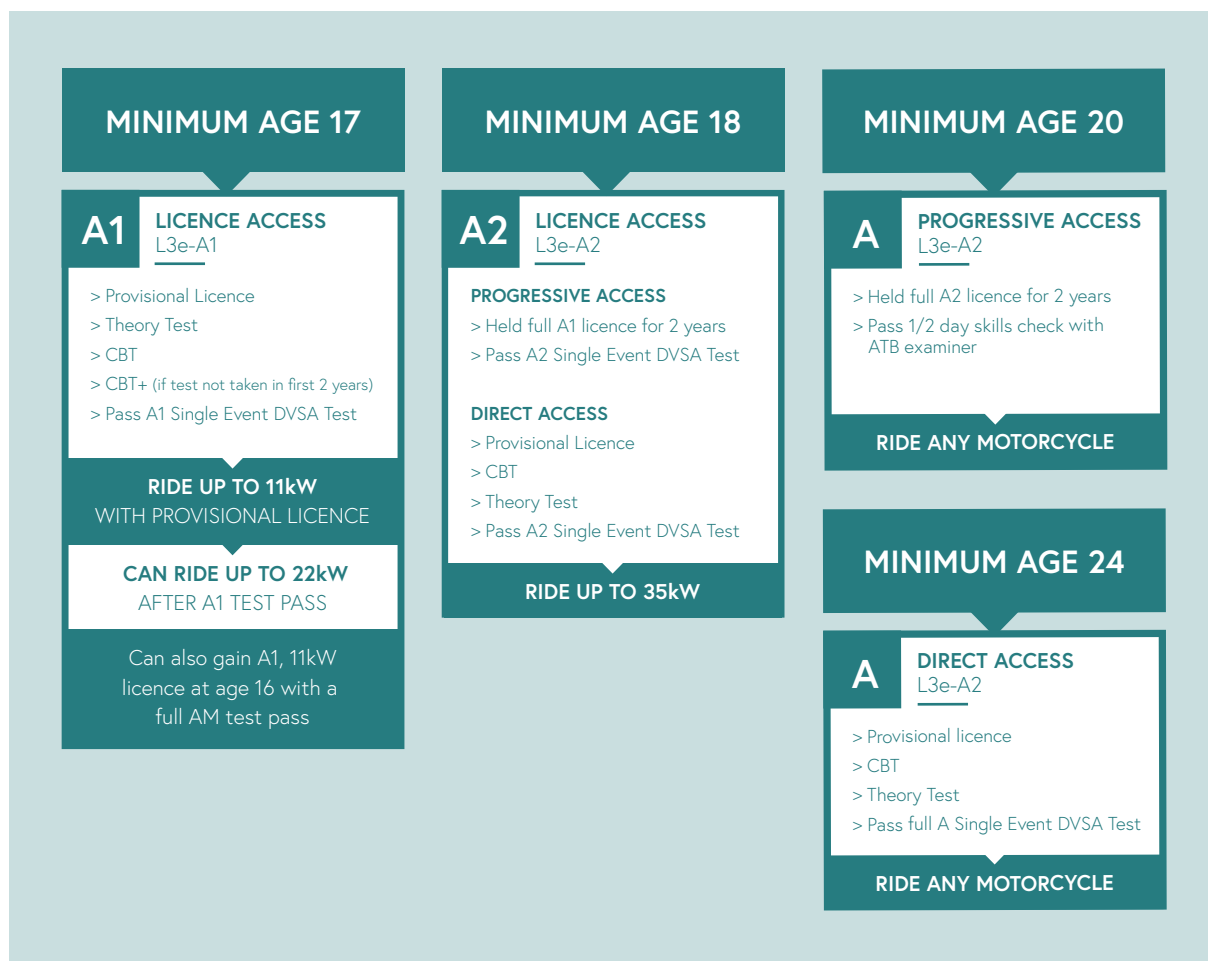 MINIMUM AGE 17
A1
LICENCE ACCESS
L3e-A1
> Provisional Licence
> Theory Test
> CBT
> CBT+ (if test not taken in first 2 years)
> Pass A1 Single Event DVSA Test
RIDE UP TO 11kW
WITH PROVISIONAL LICENCE
CAN RIDE UP TO 22kW
AFTER A1 TEST PASS
Can also gain A1, 11kW
licence at age 16 with a
full AM test pass
MINIMUM AGE 18
A2
LICENCE ACCESS
L3e-A2
PROGRESSIVE ACCESS
> Held full A1 licence for 2 years
> Pass A2 Single Event DVSA Test
DIRECT ACCESS
> Provisional Licence
> CBT
> Theory Test
> Pass A2 Single Event DVSA Test
RIDE UP TO 35kW
MINIMUM AGE 20
A
PROGRESSIVE ACCESS
L3e-A2
> Held full A2 licence for 2 years
> Pass 1/2 day skills check with
ATB examiner
RIDE ANY MOTORCYCLE
MINIMUM AGE 24
A
DIRECT ACCESS
L3e-A2
> Provisional licence
> CBT
> Theory Test
> Pass full A Single Event DVSA Test
RIDE ANY MOTORCYCLE